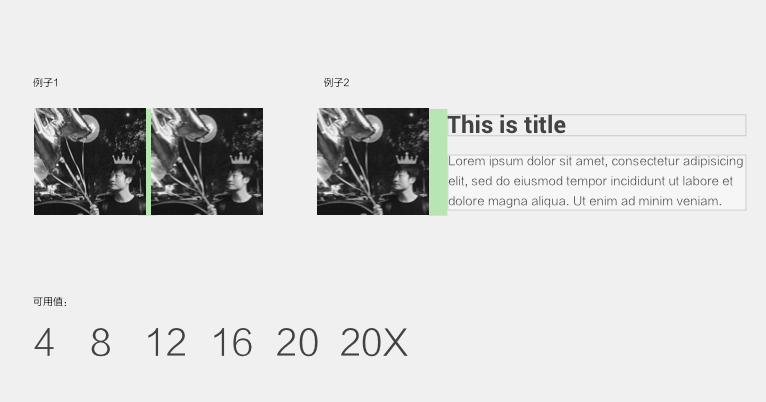 例子1
例子2
This is title
Lorem ipsum dolor sit amet, consectetur adipisicing
elit, sed do eiusmod tempor incididunt ut labore et
dolore magna aliqua. Ut enim ad minim veniam.
可用值：
4 8 12 16 20 20X